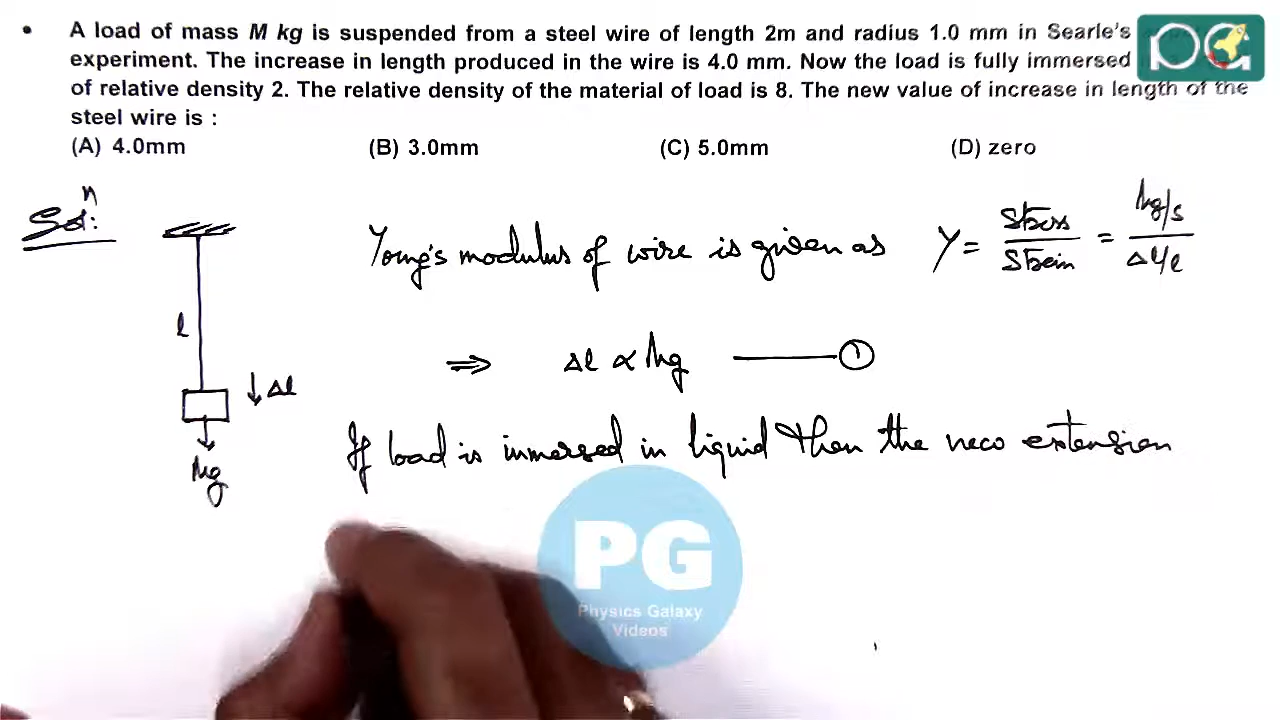 • A load of mass M kg is suspended from a steel wire of length 2m and radius 1.0 mm in Searle's
experiment. The increase in length produced in the wire is 4.0 mm. Now the load is fully immersed
of relative density 2. The relative density of the material of load is 8. The new value of increase in length of the
steel wire is :
(A) 4.0mm (B) 3.0mm (C) 5.0mm (D) zero
Solⁿ:
Young's modulus of wire is given as Y = Stress/Strain = Mg/s / Δl/l
⇒ Δl ∝ Mg ——— ①
l
↓ Δl
Mg
If load is immersed in liquid then the new extension
PG
Physics Galaxy
Videos